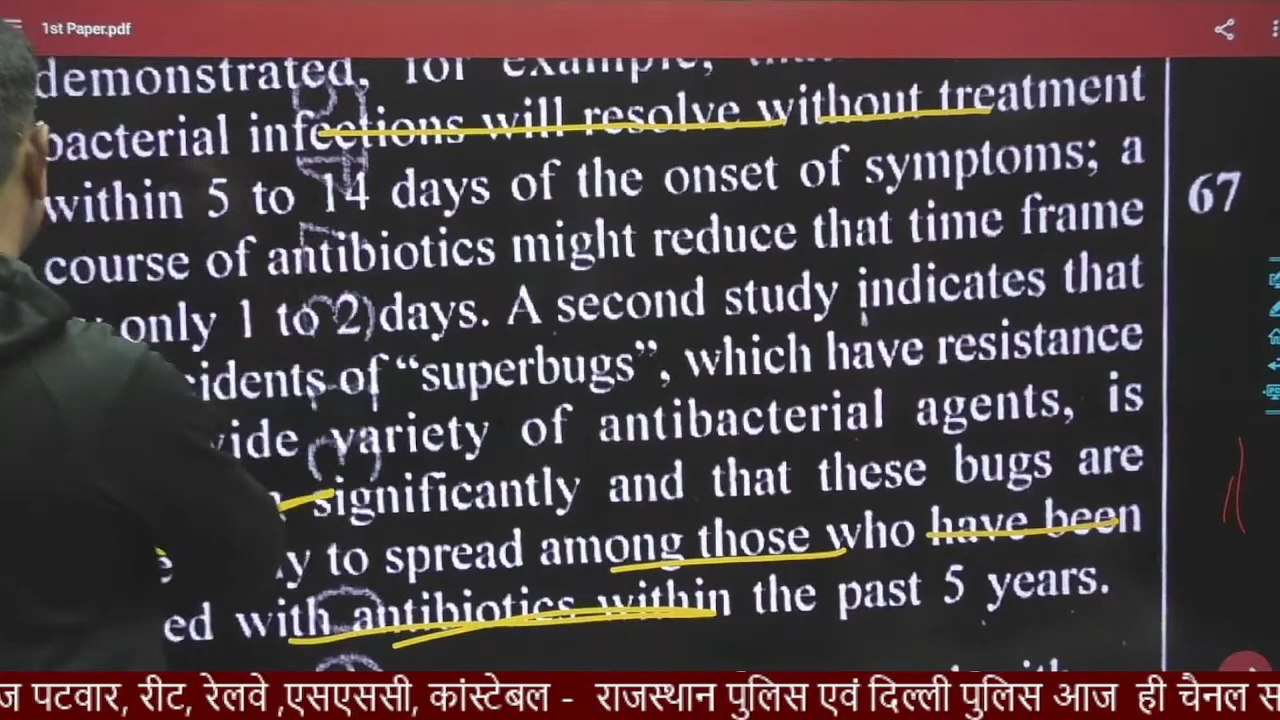 1st Paper.pdf
demonstrated, for example,
bacterial infections will resolve without treatment
within 5 to 14 days of the onset of symptoms; a
67
course of antibiotics might reduce that time frame
only 1 to 2 days. A second study indicates that
of “superbugs”, which have resistance
variety of antibacterial agents, is
significantly and that these bugs are
to spread among those who have been
ed with antibiotics within the past 5 years.
पटवार, रीट, रेलवे ,एसएससी, कांस्टेबल - राजस्थान पुलिस एवं दिल्ली पुलिस आज ही चैनल